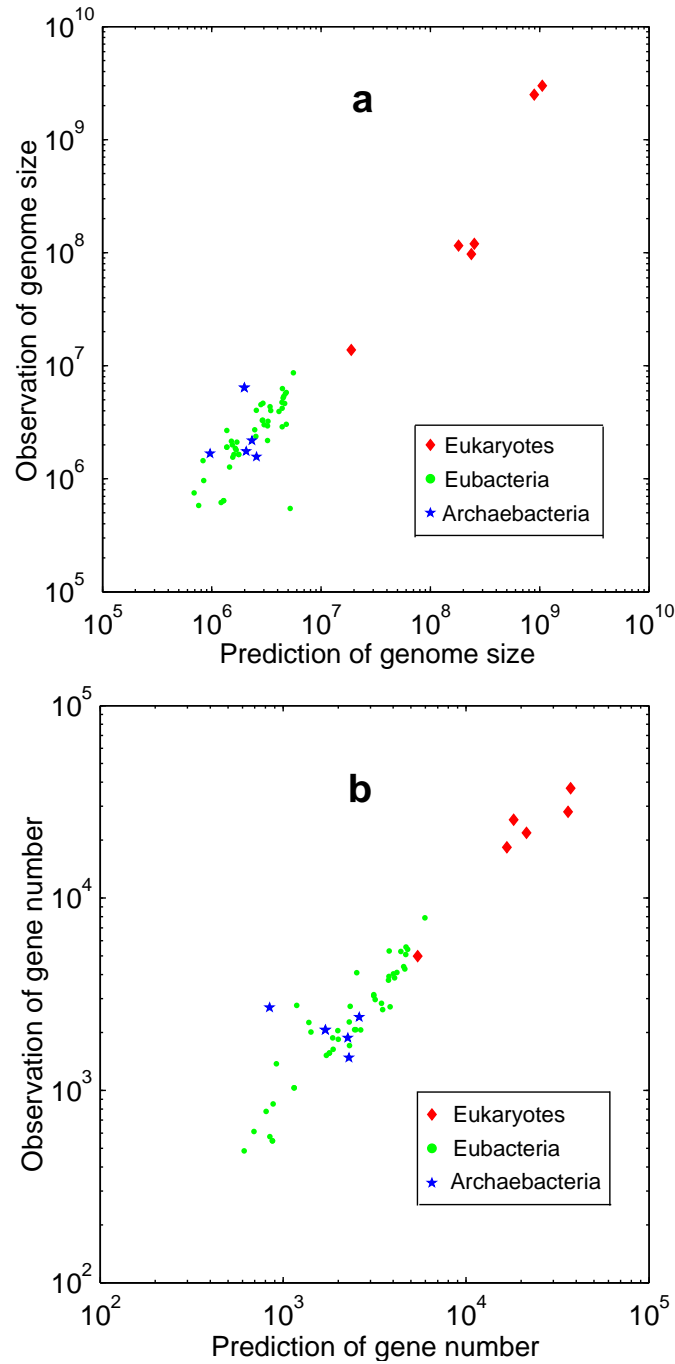 a
Observation of genome size
10^10
10^9
10^8
10^7
10^6
10^5
Eukaryotes
Eubacteria
Archaebacteria
10^5 10^6 10^7 10^8 10^9 10^10
Prediction of genome size
b
Observation of gene number
10^5
10^4
10^3
10^2
Eukaryotes
Eubacteria
Archaebacteria
10^2 10^3 10^4 10^5
Prediction of gene number